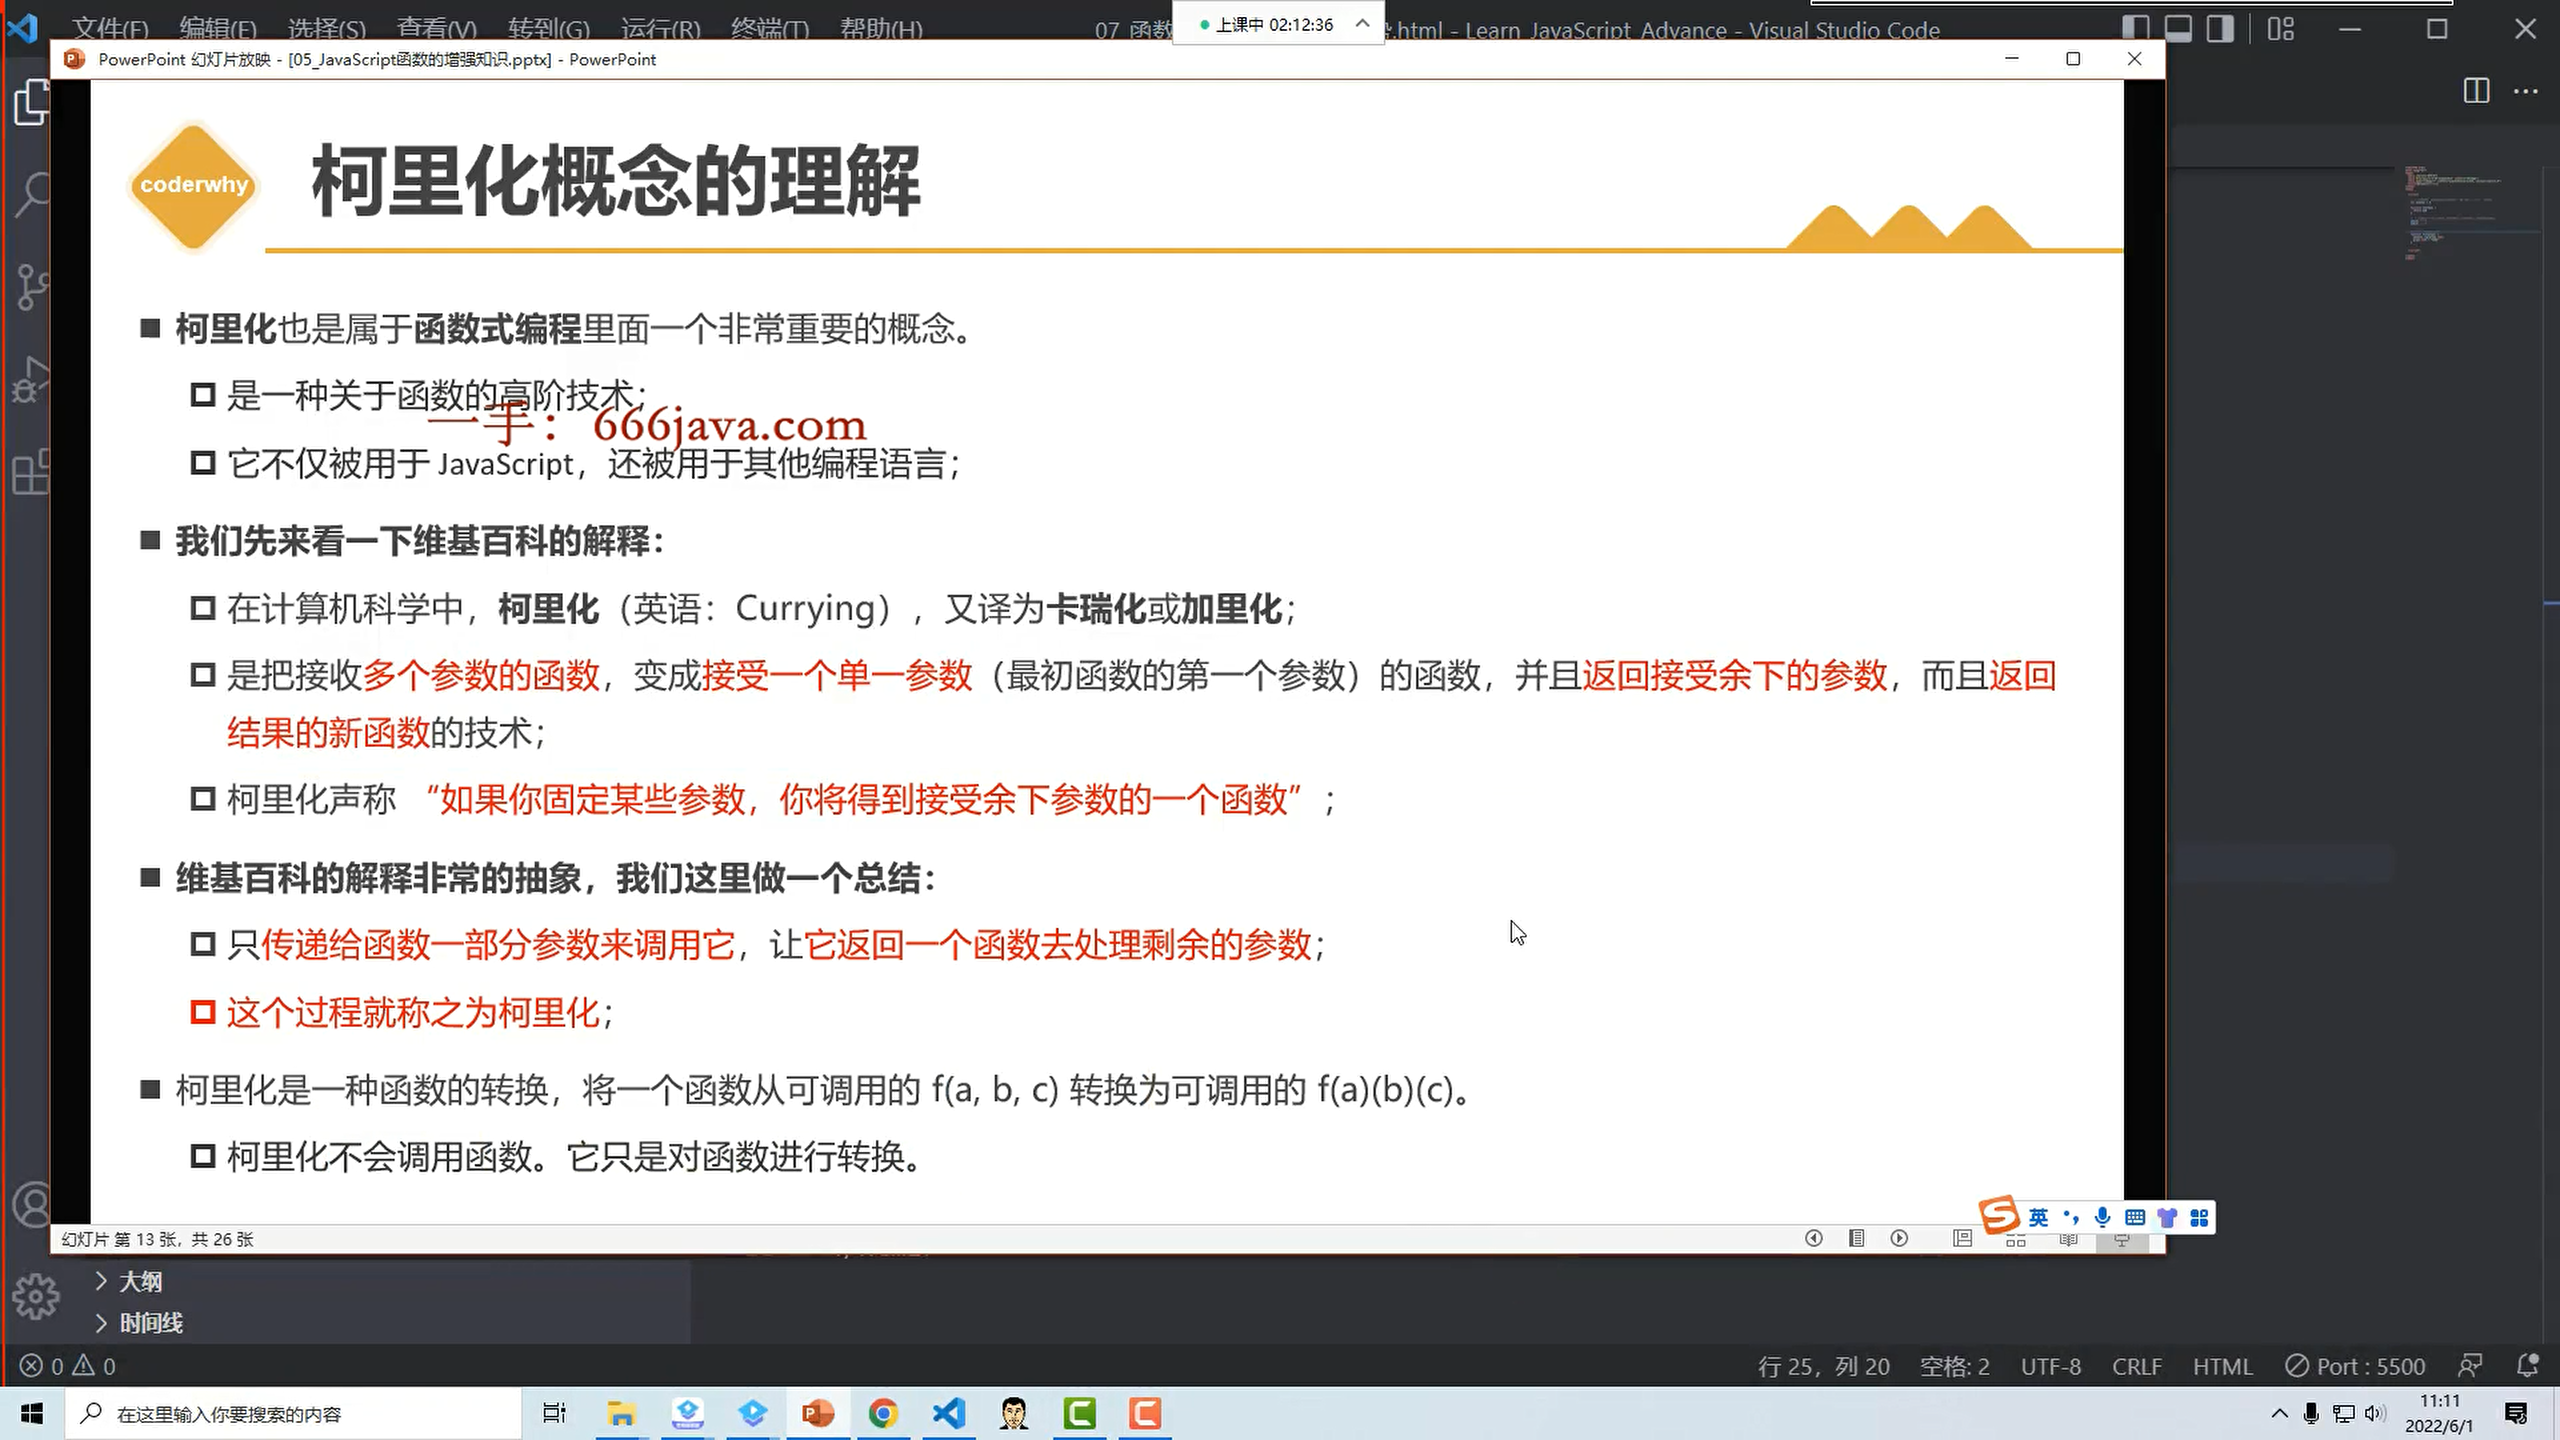 文件(F) 编辑(E) 选择(S) 查看(V) 转到(G) 运行(R) 终端(T) 帮助(H) 07_函数 上课中 02:12:36 .html - Learn_JavaScript_Advance - Visual Studio Code
PowerPoint 幻灯片放映 - [05_JavaScript函数的增强知识.pptx] - PowerPoint
coderwhy
柯里化概念的理解
柯里化也是属于函数式编程里面一个非常重要的概念。
是一种关于函数的高阶技术；
一手：666java.com
它不仅被用于 JavaScript，还被用于其他编程语言；
我们先来看一下维基百科的解释：
在计算机科学中，柯里化（英语：Currying），又译为卡瑞化或加里化；
是把接收多个参数的函数，变成接受一个单一参数（最初函数的第一个参数）的函数，并且返回接受余下的参数，而且返回
结果的新函数的技术；
柯里化声称 “如果你固定某些参数，你将得到接受余下参数的一个函数” ；
维基百科的解释非常的抽象，我们这里做一个总结：
只传递给函数一部分参数来调用它，让它返回一个函数去处理剩余的参数；
这个过程就称之为柯里化；
柯里化是一种函数的转换，将一个函数从可调用的 f(a, b, c) 转换为可调用的 f(a)(b)(c)。
柯里化不会调用函数。它只是对函数进行转换。
英
幻灯片 第 13 张，共 26 张
大纲
时间线
0 0 行 25，列 20 空格: 2 UTF-8 CRLF HTML Port : 5500
在这里输入你要搜索的内容
11:11
2022/6/1